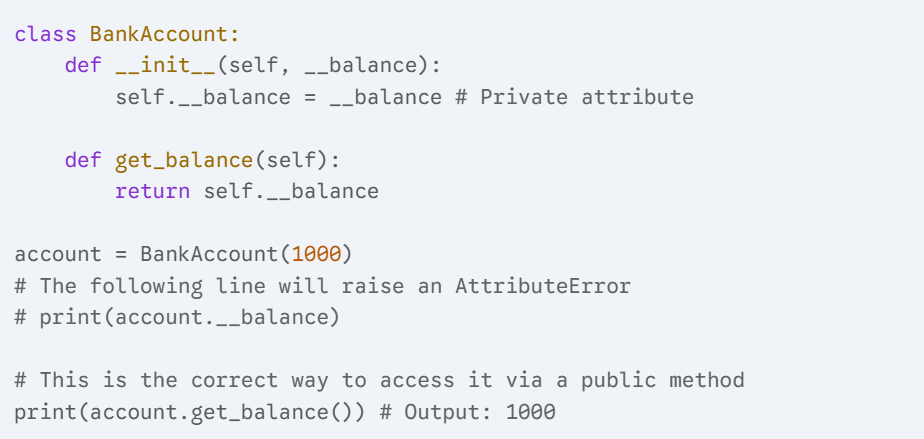 class BankAccount:
    def __init__(self, __balance):
        self.__balance = __balance # Private attribute

    def get_balance(self):
        return self.__balance

account = BankAccount(1000)
# The following line will raise an AttributeError
# print(account.__balance)

# This is the correct way to access it via a public method
print(account.get_balance()) # Output: 1000